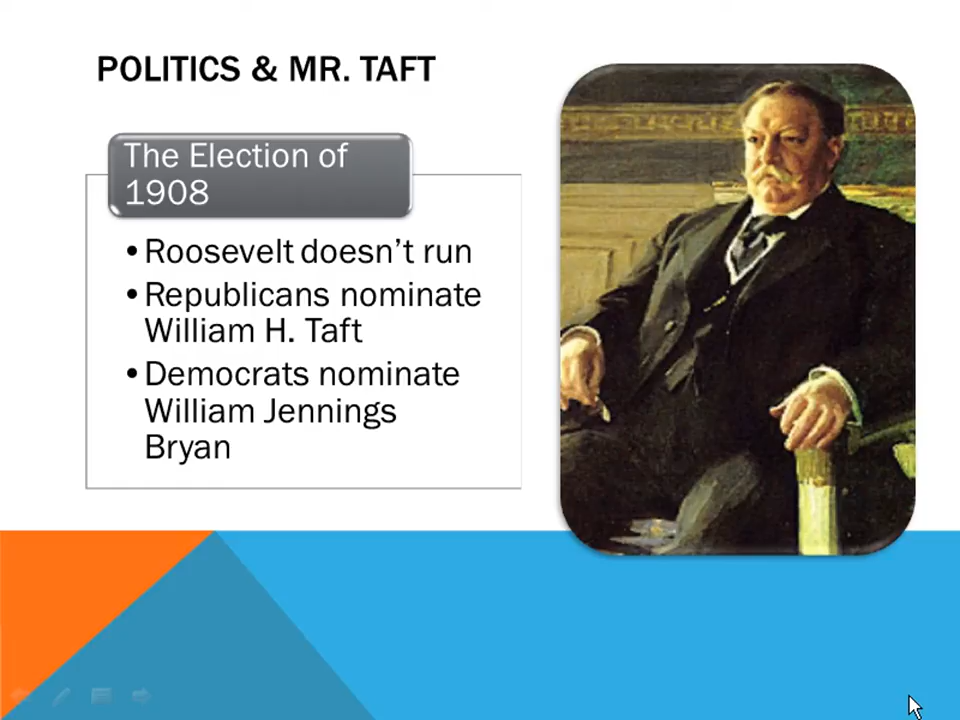 POLITICS & MR. TAFT
The Election of
1908
•Roosevelt doesn’t run
•Republicans nominate
William H. Taft
•Democrats nominate
William Jennings
Bryan